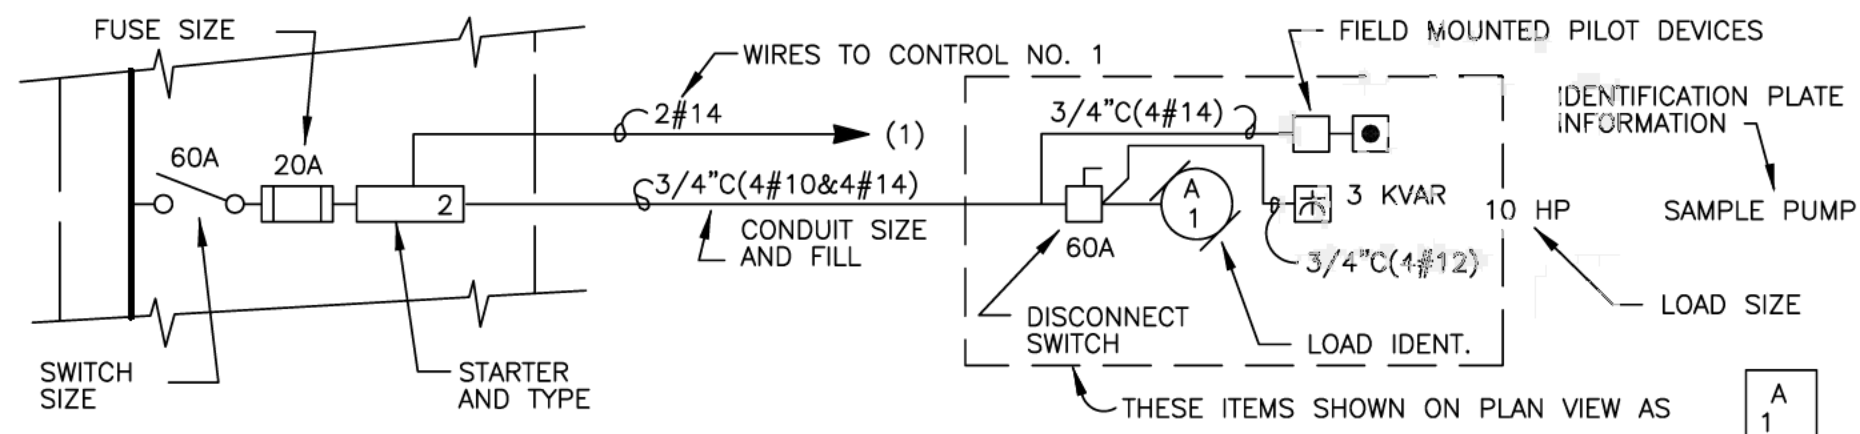 FUSE SIZE
FIELD MOUNTED PILOT DEVICES
WIRES TO CONTROL NO. 1
IDENTIFICATION PLATE
INFORMATION
2#14
3/4"C(4#14)
(1)
60A
20A
2
3/4"C(4#10&4#14)
A
1
3 KVAR
10 HP
SAMPLE PUMP
CONDUIT SIZE
AND FILL
60A
3/4"C(4#12)
DISCONNECT
SWITCH
LOAD IDENT.
LOAD SIZE
SWITCH
SIZE
STARTER
AND TYPE
THESE ITEMS SHOWN ON PLAN VIEW AS
A
1